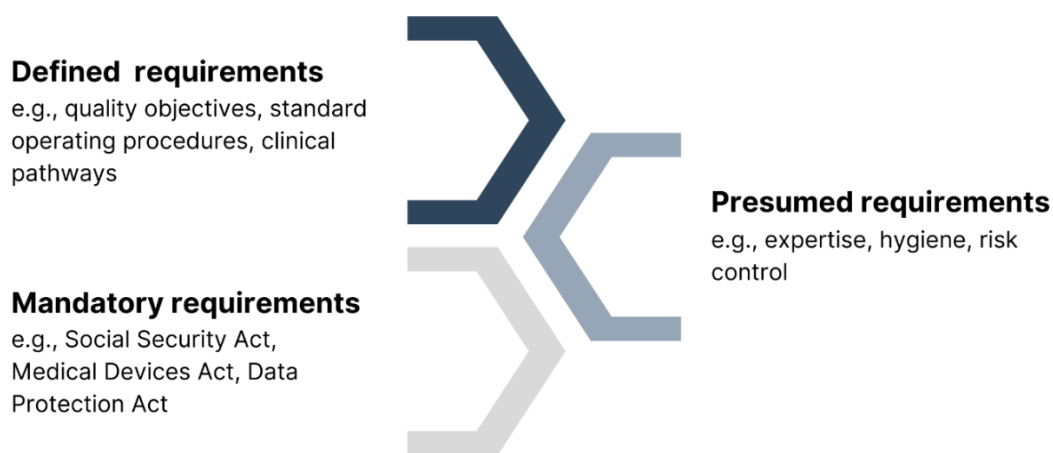 Defined  requirements
e.g., quality objectives, standard
operating procedures, clinical
pathways
Presumed requirements
e.g., expertise, hygiene, risk
control
Mandatory requirements
e.g., Social Security Act,
Medical Devices Act, Data
Protection Act